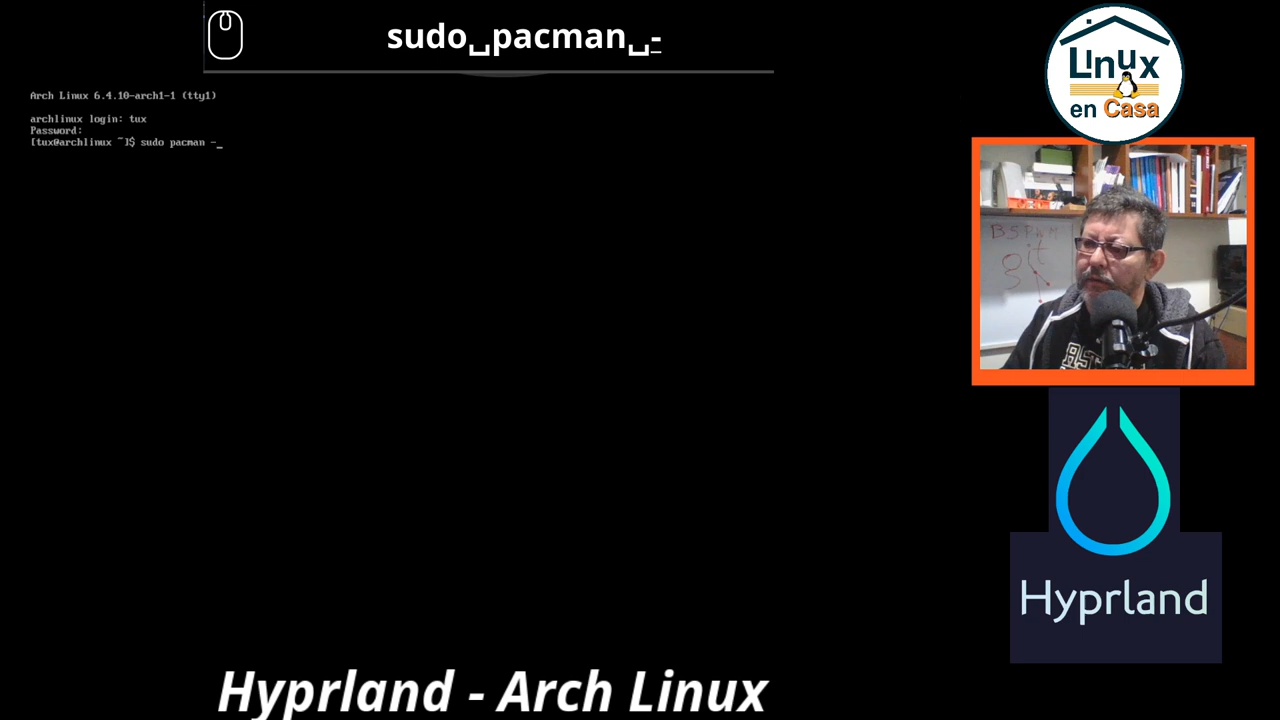 sudo␣pacman␣-
Arch Linux 6.4.10-arch1-1 (tty1)
archlinux login: tux
Password:
[tux@archlinux ~]$ sudo pacman -_
Linux
en Casa
B.S.P.W.M
git
Hyprland
Hyprland - Arch Linux